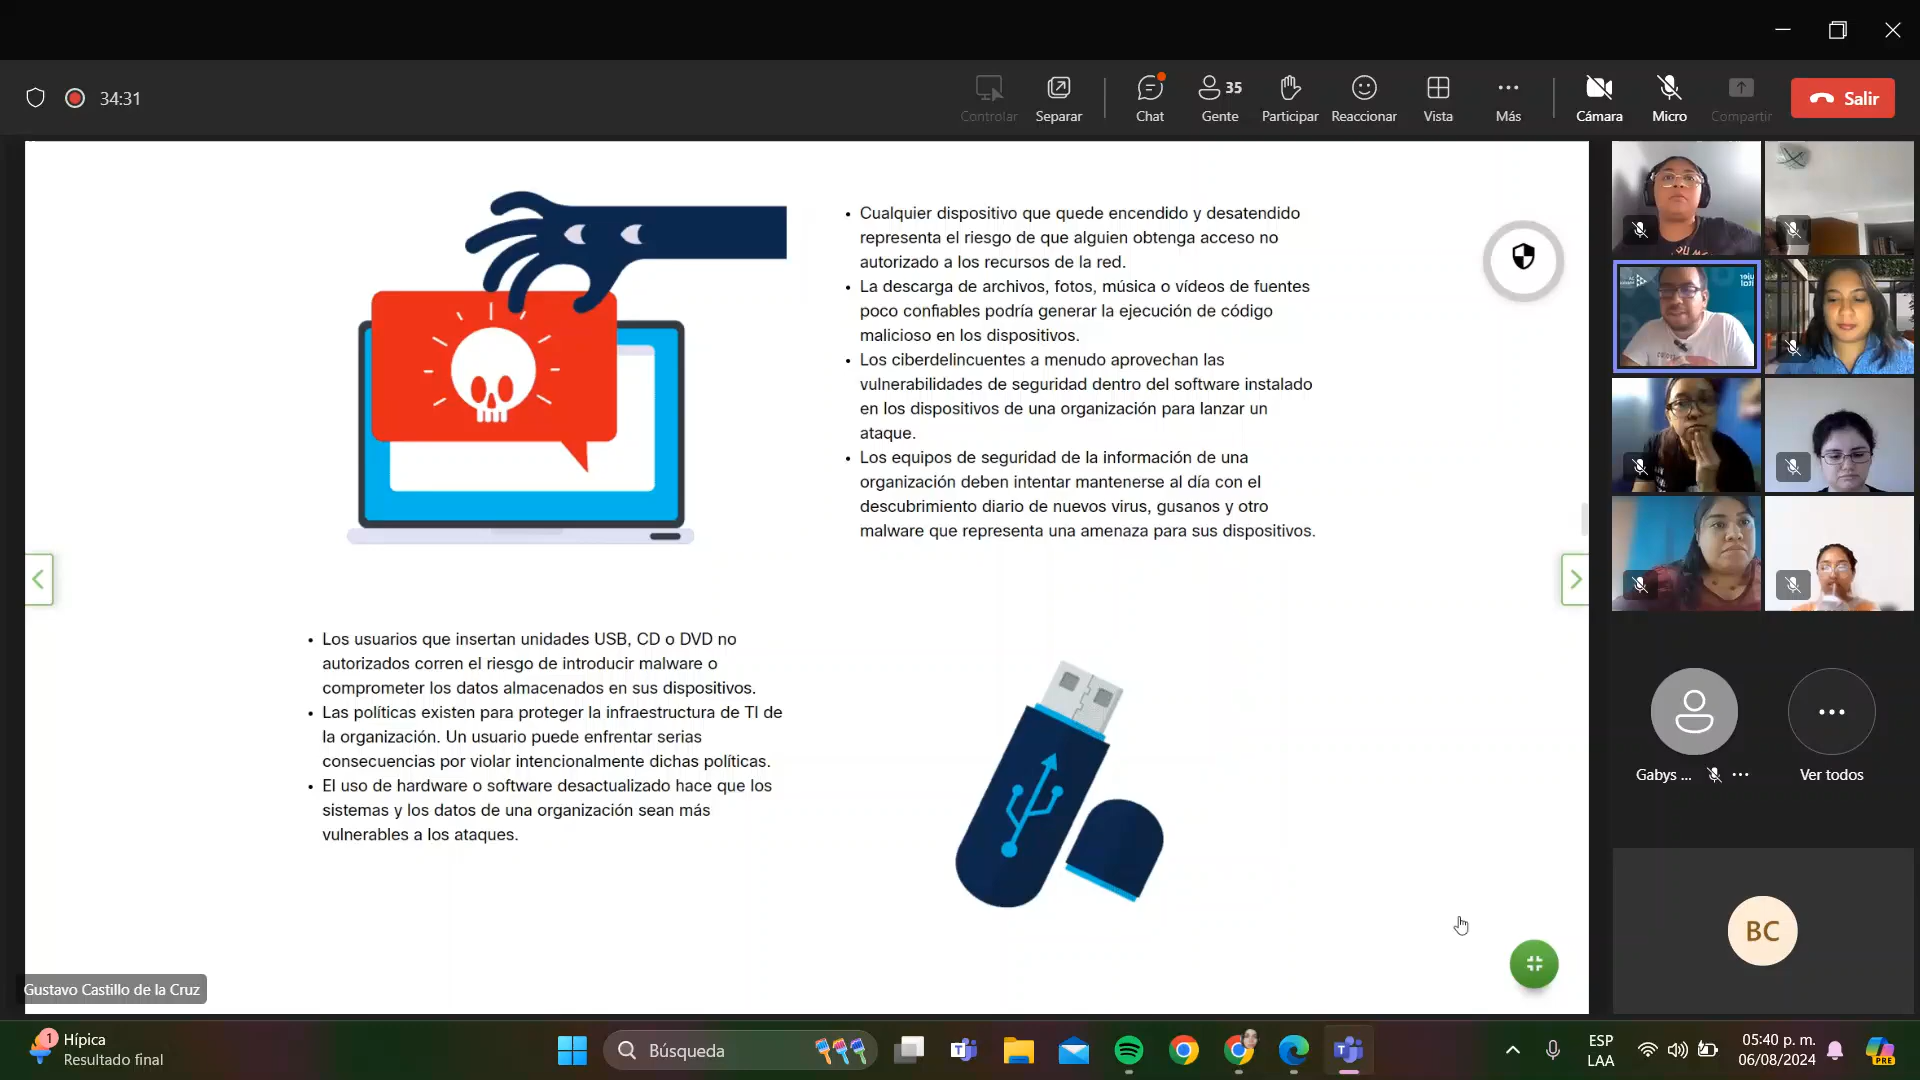 34:31
Controlar
Separar
Chat
35
Gente
Participar
Reaccionar
Vista
Más
Cámara
Micro
Compartir
Salir
• Cualquier dispositivo que quede encendido y desatendido
representa el riesgo de que alguien obtenga acceso no
autorizado a los recursos de la red.
• La descarga de archivos, fotos, música o vídeos de fuentes
poco confiables podría generar la ejecución de código
malicioso en los dispositivos.
• Los ciberdelincuentes a menudo aprovechan las
vulnerabilidades de seguridad dentro del software instalado
en los dispositivos de una organización para lanzar un
ataque.
• Los equipos de seguridad de la información de una
organización deben intentar mantenerse al día con el
descubrimiento diario de nuevos virus, gusanos y otro
malware que representa una amenaza para sus dispositivos.
• Los usuarios que insertan unidades USB, CD o DVD no
autorizados corren el riesgo de introducir malware o
comprometer los datos almacenados en sus dispositivos.
• Las políticas existen para proteger la infraestructura de TI de
la organización. Un usuario puede enfrentar serias
consecuencias por violar intencionalmente dichas políticas.
• El uso de hardware o software desactualizado hace que los
sistemas y los datos de una organización sean más
vulnerables a los ataques.
Gabys ...
Ver todos
BC
Gustavo Castillo de la Cruz
1
Hípica
Resultado final
Búsqueda
ESP
LAA
05:40 p. m.
06/08/2024
PRE